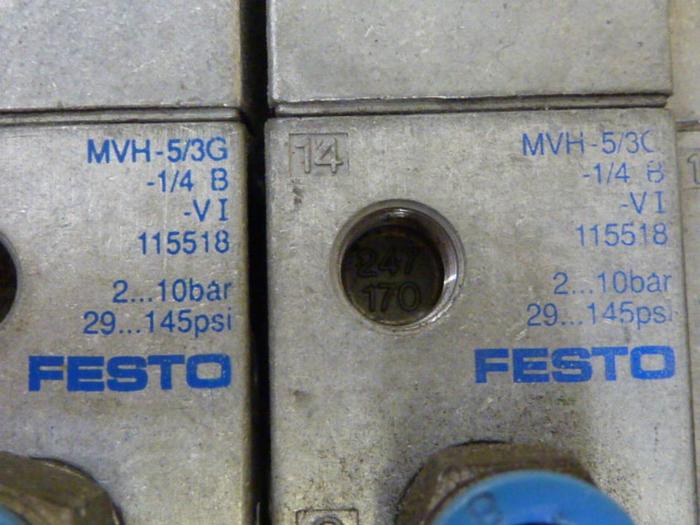 MVH-5/3G
-1/4 B
-VI
115518
2...10bar
29...145psi
FESTO
14
247
170
MVH-5/3G
-1/4 B
-VI
115518
2...10bar
29...145psi
FESTO